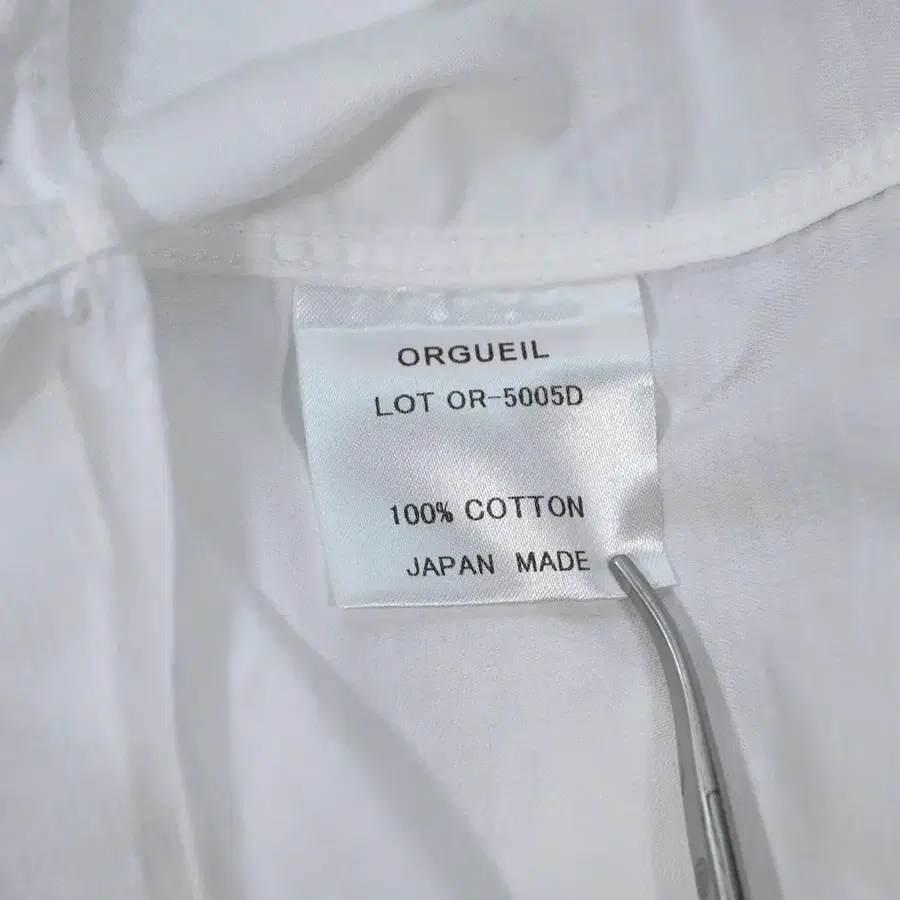 ORGUEIL
LOT OR-5005D
100% COTTON
JAPAN MADE